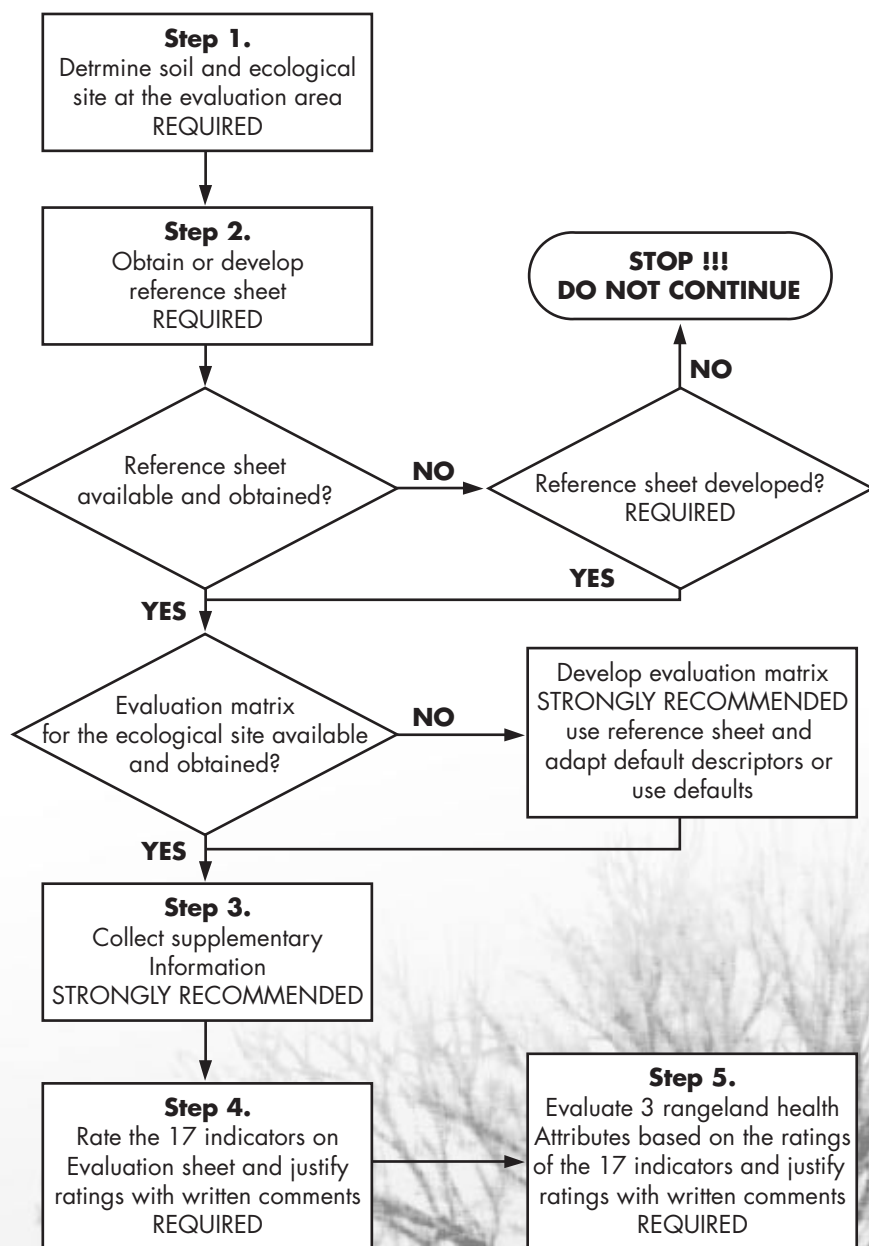 Step 1.
Detrmine soil and ecological
site at the evaluation area
REQUIRED
Step 2.
Obtain or develop
reference sheet
REQUIRED
STOP !!!
DO NOT CONTINUE
NO
Reference sheet
available and obtained?
NO
Reference sheet developed?
REQUIRED
YES
YES
Evaluation matrix
for the ecological site available
and obtained?
NO
Develop evaluation matrix
STRONGLY RECOMMENDED
use reference sheet and
adapt default descriptors or
use defaults
YES
Step 3.
Collect supplementary
Information
STRONGLY RECOMMENDED
Step 4.
Rate the 17 indicators on
Evaluation sheet and justify
ratings with written comments
REQUIRED
Step 5.
Evaluate 3 rangeland health
Attributes based on the ratings
of the 17 indicators and justify
ratings with written comments
REQUIRED